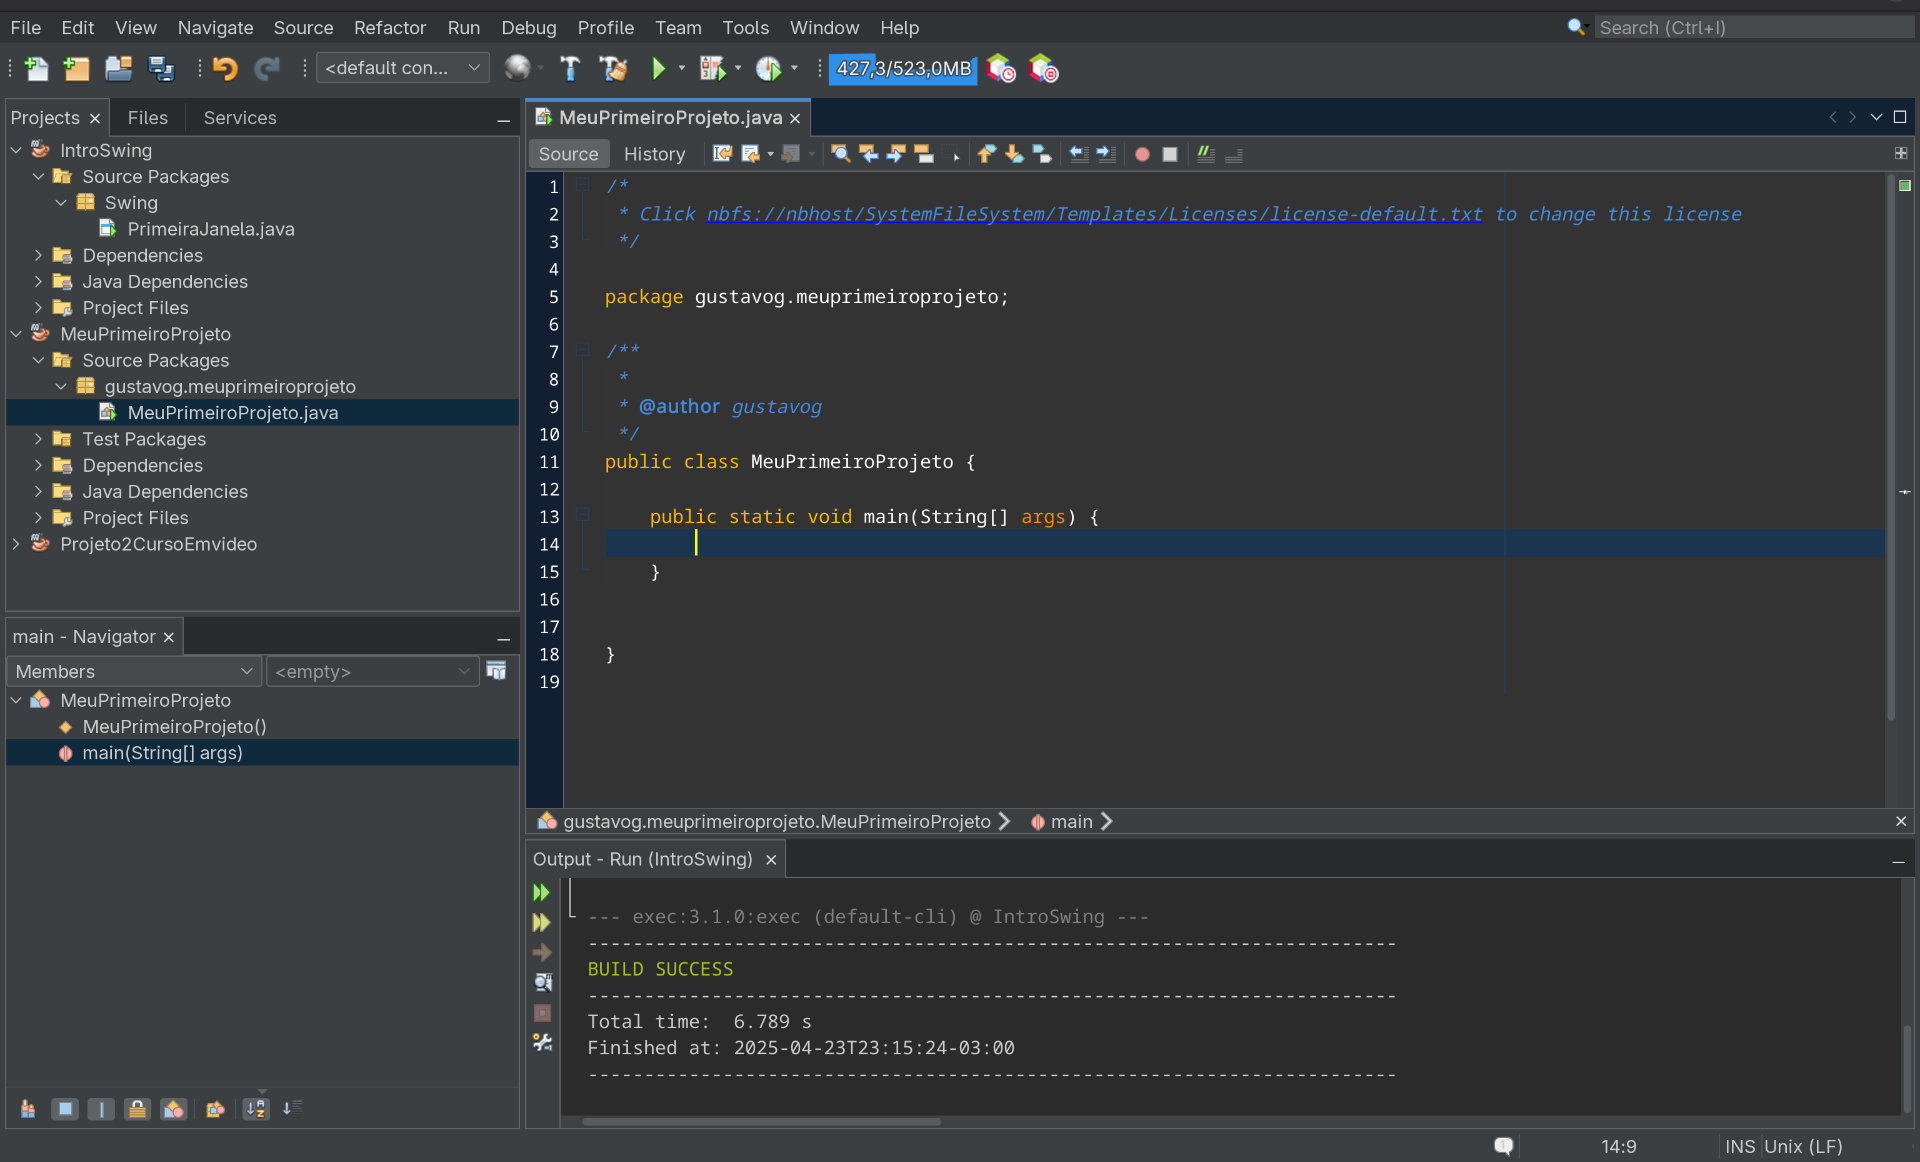 File Edit View Navigate Source Refactor Run Debug Profile Team Tools Window Help
Search (Ctrl+I)
<default con...
427,3/523,0MB
Projects
Files
Services
IntroSwing
Source Packages
Swing
PrimeiraJanela.java
Dependencies
Java Dependencies
Project Files
MeuPrimeiroProjeto
Source Packages
gustavog.meuprimeiroprojeto
MeuPrimeiroProjeto.java
Test Packages
Dependencies
Java Dependencies
Project Files
Projeto2CursoEmvideo
main - Navigator
Members
<empty>
MeuPrimeiroProjeto
MeuPrimeiroProjeto()
main(String[] args)
MeuPrimeiroProjeto.java
Source
History
1 /*
2 * Click nbfs://nbhost/SystemFileSystem/Templates/Licenses/license-default.txt to change this license
3 */
4
5 package gustavog.meuprimeiroprojeto;
6
7 /**
8 *
9 * @author gustavog
10 */
11 public class MeuPrimeiroProjeto {
12
13 public static void main(String[] args) {
14
15 }
16
17
18 }
19
gustavog.meuprimeiroprojeto.MeuPrimeiroProjeto
main
Output - Run (IntroSwing)
--- exec:3.1.0:exec (default-cli) @ IntroSwing ---
------------------------------------------------------------------------
BUILD SUCCESS
------------------------------------------------------------------------
Total time:  6.789 s
Finished at: 2025-04-23T23:15:24-03:00
------------------------------------------------------------------------
14:9
INS
Unix (LF)